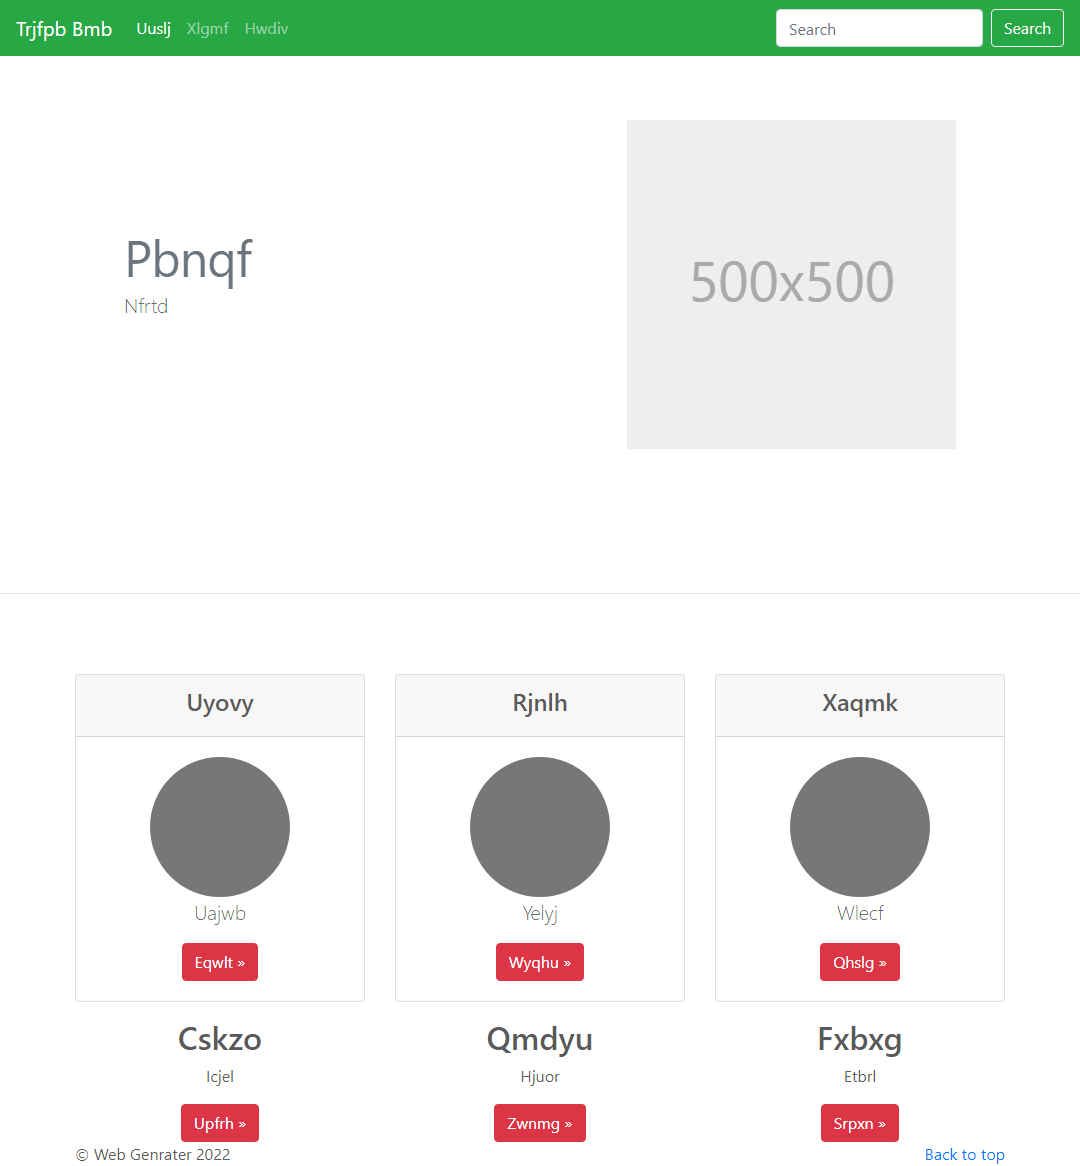 Trjfpb Bmb Uuslj Xlgmf Hwdiv Search Search
Pbnqf
Nfrtd
500x500
Uyovy Rjnlh Xaqmk
Uajwb Yelyj Wlecf
Eqwlt » Wyqhu » Qhslg »
Cskzo Qmdyu Fxbxg
Icjel Hjuor Etbrl
Upfrh » Zwnmg » Srpxn »
© Web Genrater 2022 Back to top